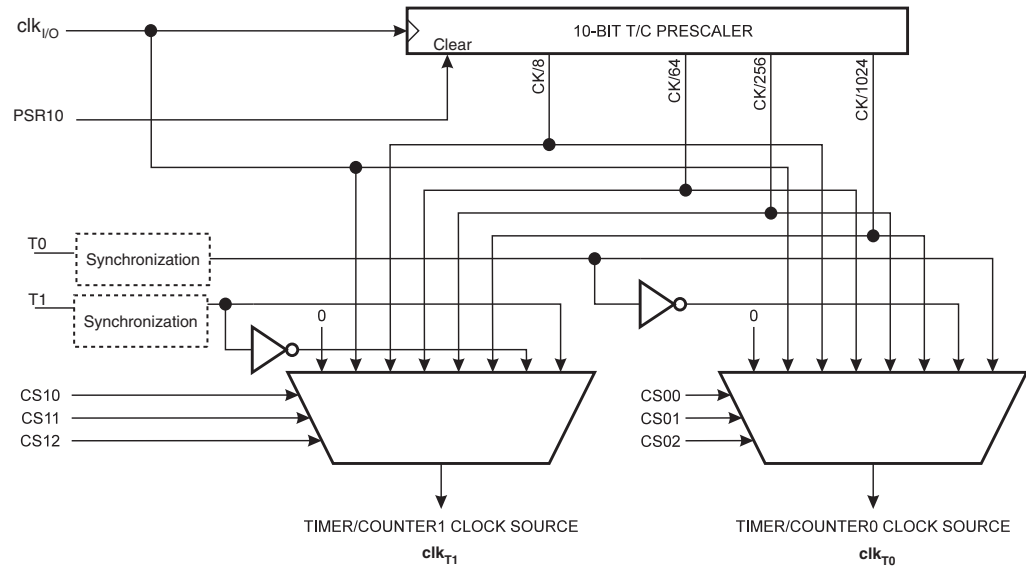 clkI/O
10-BIT T/C PRESCALER
Clear
CK/8
CK/64
CK/256
CK/1024
PSR10
T0
Synchronization
T1
Synchronization
0
0
CS10
CS11
CS12
CS00
CS01
CS02
TIMER/COUNTER1 CLOCK SOURCE
clkT1
TIMER/COUNTER0 CLOCK SOURCE
clkT0